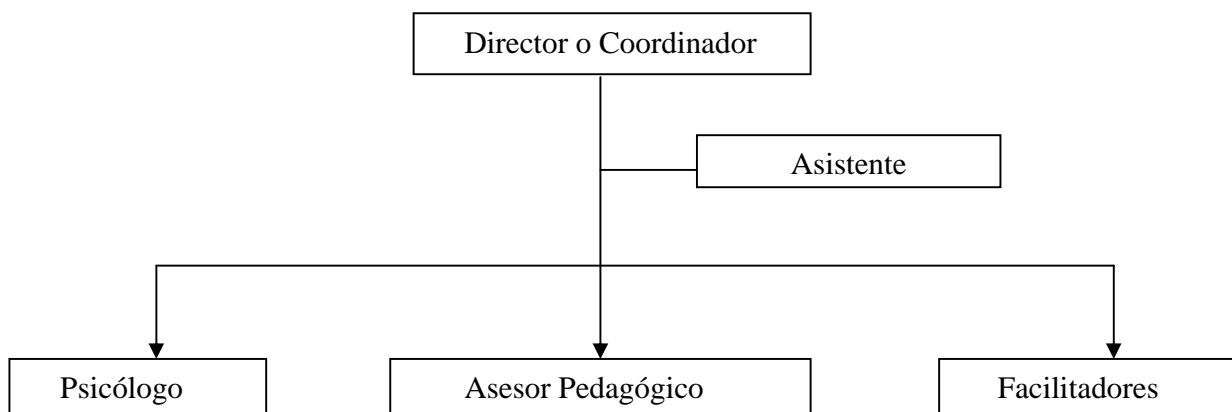 Director o Coordinador
Asistente
Psicólogo
Asesor Pedagógico
Facilitadores